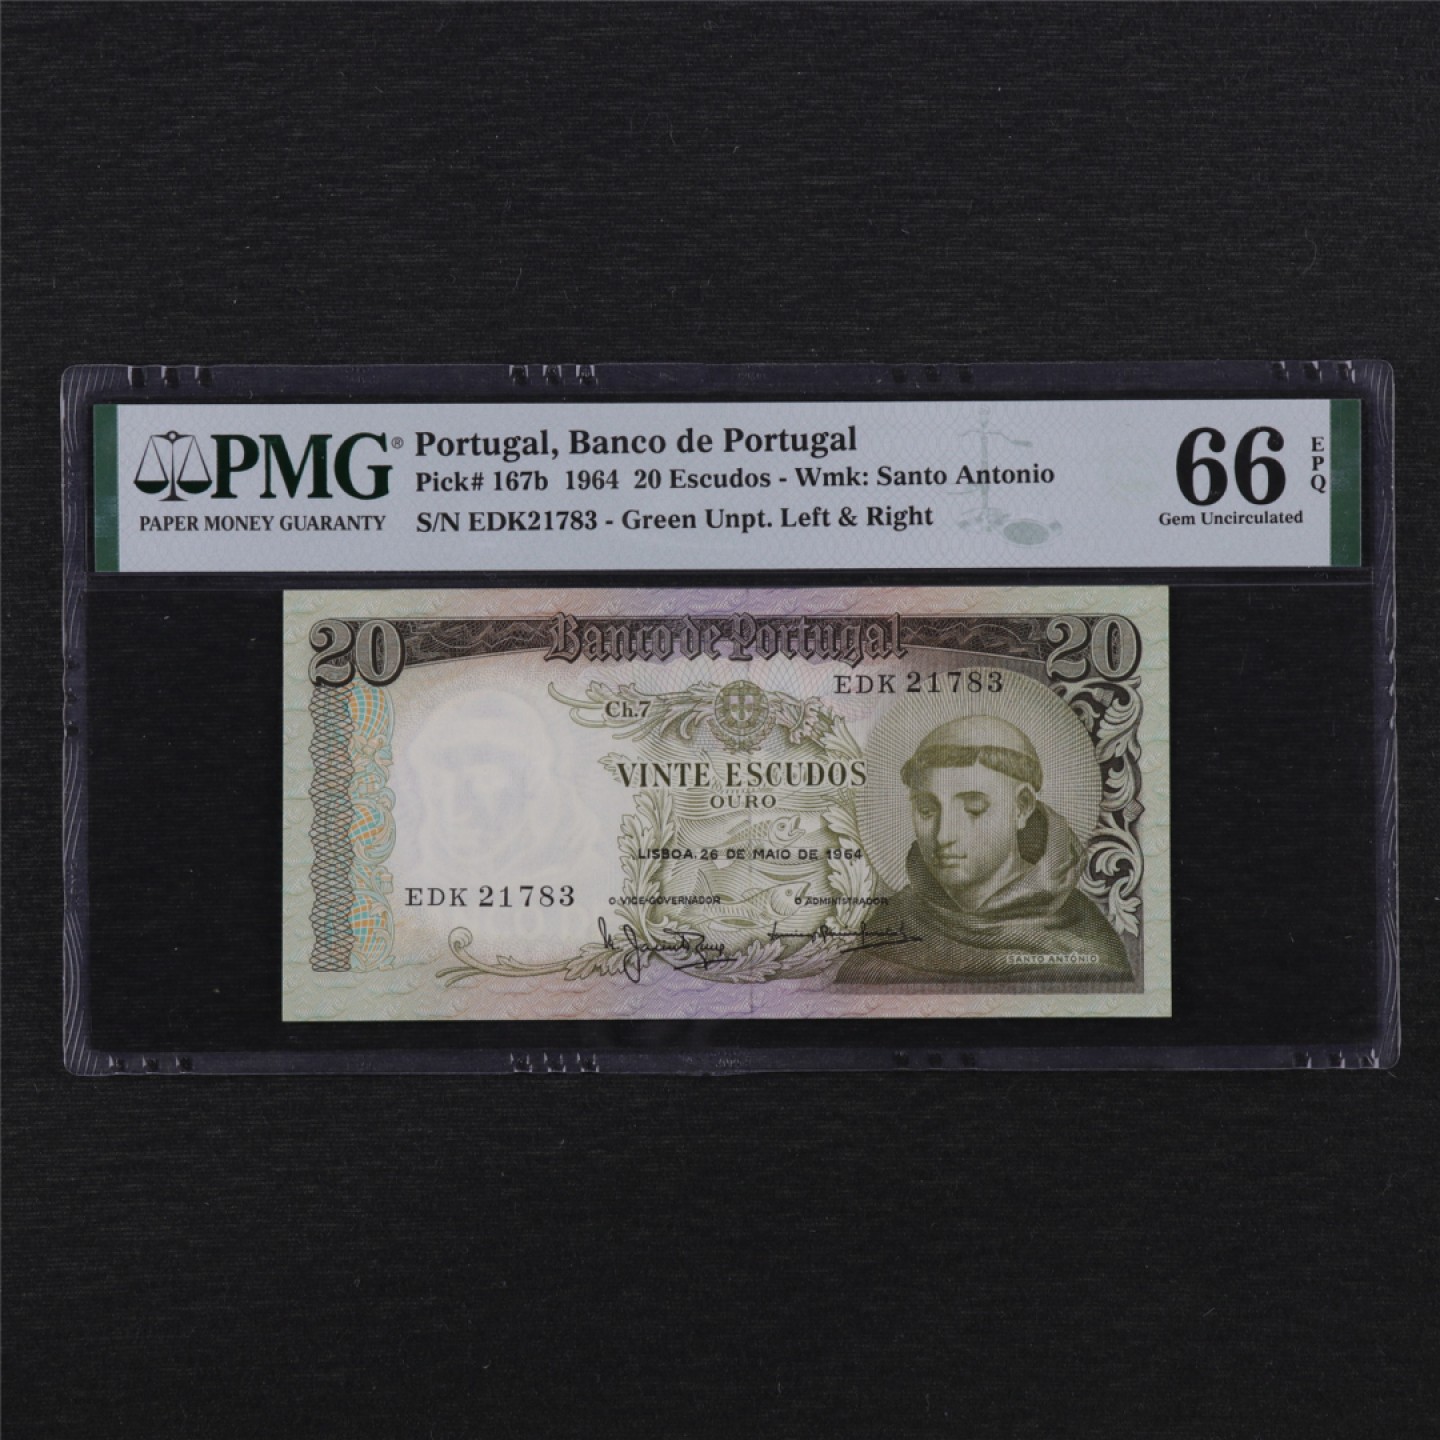 PMG®
PAPER MONEY GUARANTY
Portugal, Banco de Portugal
Pick# 167b 1964 20 Escudos - Wmk: Santo Antonio
S/N EDK21783 - Green Unpt. Left & Right
66
EPQ
Gem Uncirculated
20 Banco de Portugal 20
EDK 21783
Ch.7
VINTE ESCUDOS
OURO
LISBOA, 26 DE MAIO DE 1964
EDK 21783
O VICE-GOVERNADOR O ADMINISTRADOR
SANTO ANTÓNIO